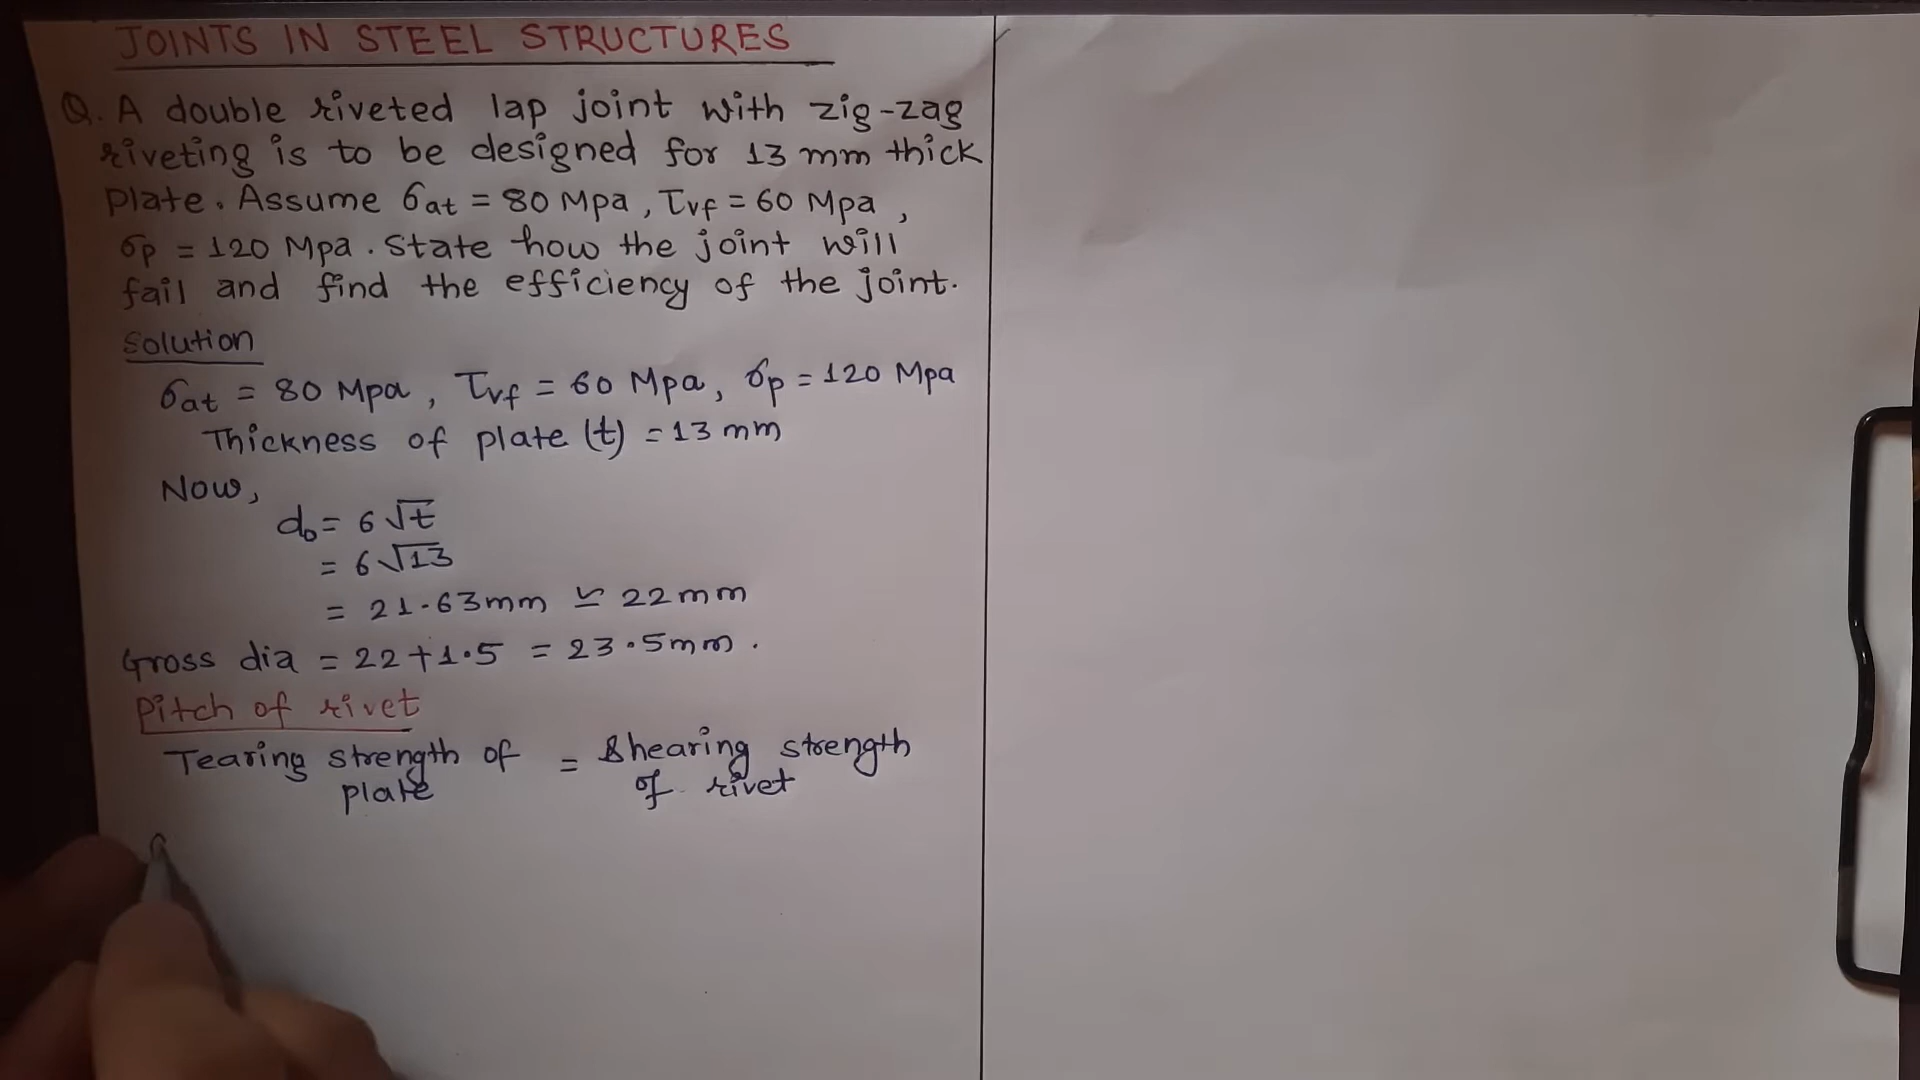 JOINTS IN STEEL STRUCTURES
Q. A double riveted lap joint with zig-zag
riveting is to be designed for 13 mm thick
plate. Assume σat = 80 Mpa, τvf = 60 Mpa,
σp = 120 Mpa. State how the joint will
fail and find the efficiency of the joint.
Solution
σat = 80 Mpa, τvf = 60 Mpa, σp = 120 Mpa
Thickness of plate (t) = 13 mm
Now,
do = 6 √t
= 6 √13
= 21.63mm ≃ 22mm
Gross dia = 22+1.5 = 23.5mm.
Pitch of rivet
Tearing strength of = Shearing strength
plate of rivet